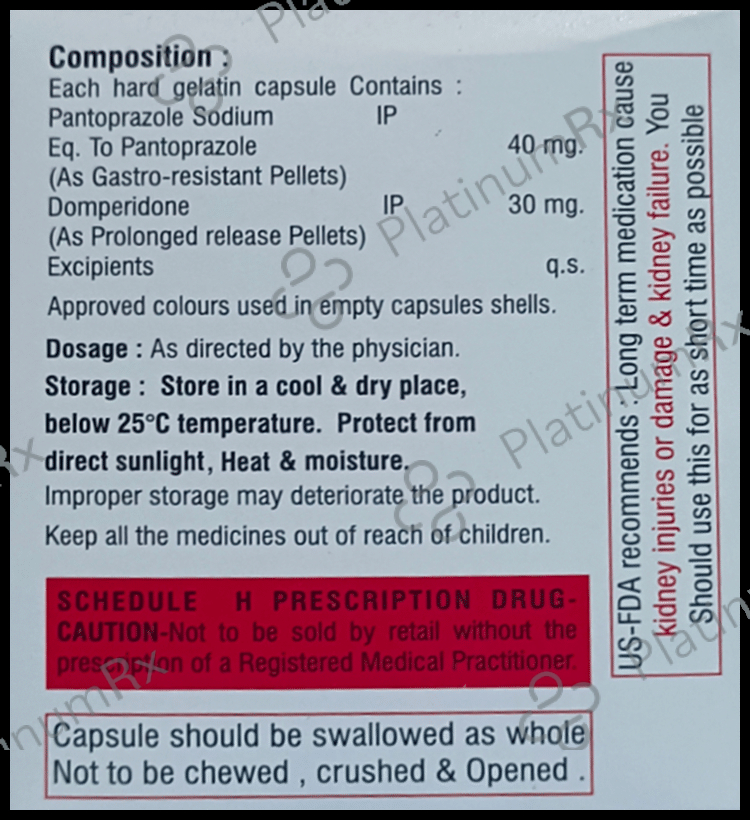 Composition :
Each hard gelatin capsule Contains :
Pantoprazole Sodium IP
Eq. To Pantoprazole 40 mg.
(As Gastro-resistant Pellets)
Domperidone IP 30 mg.
(As Prolonged release Pellets)
Excipients q.s.
Approved colours used in empty capsules shells.
Dosage : As directed by the physician.
Storage : Store in a cool & dry place,
below 25°C temperature. Protect from
direct sunlight, Heat & moisture.
Improper storage may deteriorate the product.
Keep all the medicines out of reach of children.
SCHEDULE H PRESCRIPTION DRUG-
CAUTION-Not to be sold by retail without the
prescription of a Registered Medical Practitioner.
Capsule should be swallowed as whole
Not to be chewed , crushed & Opened .
US-FDA recommends : Long term medication cause
kidney injuries or damage & kidney failure. You
Should use this for as short time as possible
PlatinumRx
PlatinumRx